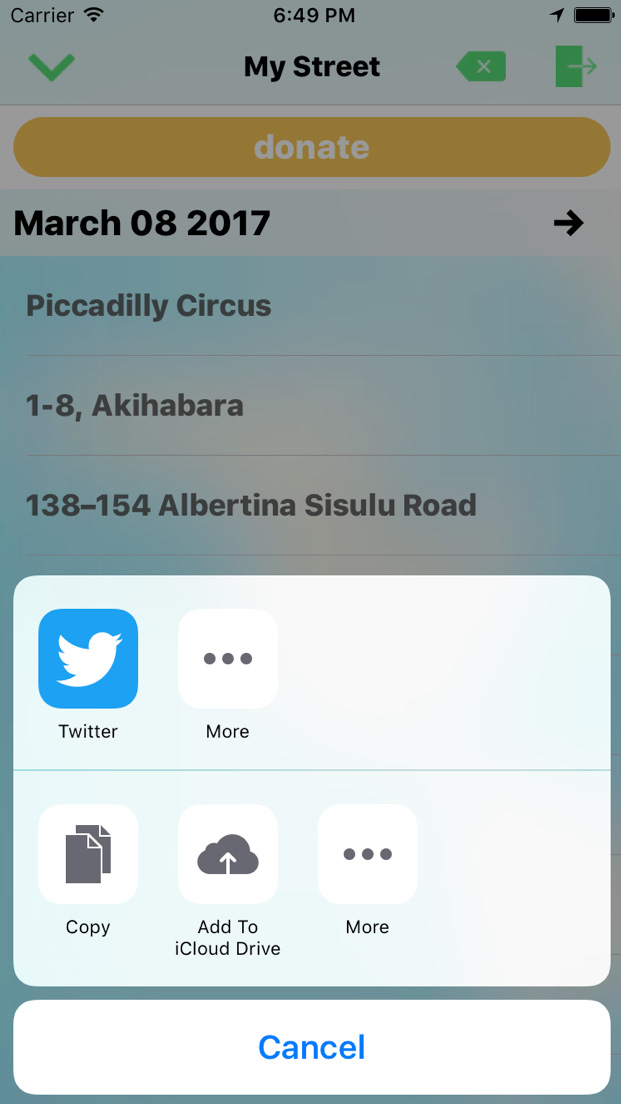 Carrier 6:49 PM
My Street
donate
March 08 2017
Piccadilly Circus
1-8, Akihabara
138–154 Albertina Sisulu Road
Twitter More
Copy Add To More
iCloud Drive
Cancel